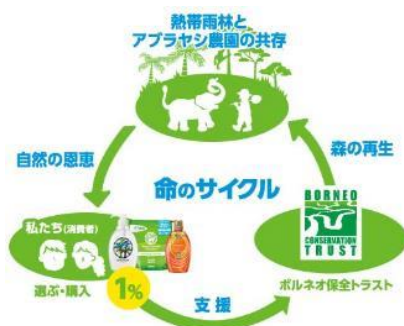 熱帯雨林と
アブラヤシ農園の共存
自然の恩恵
森の再生
命のサイクル
私たち(消費者)
選ぶ・購入
1%
支援
BORNEO
CONSERVATION
TRUST
ボルネオ保全トラスト